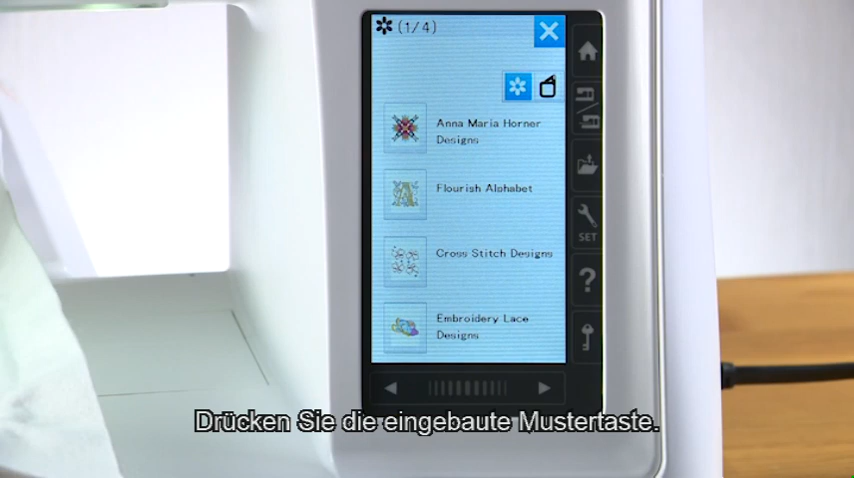 (1/4)
Anna Maria Horner
Designs
Flourish Alphabet
Cross Stitch Designs
Embroidery Lace
Designs
SET
?
Drücken Sie die eingebaute Mustertaste.